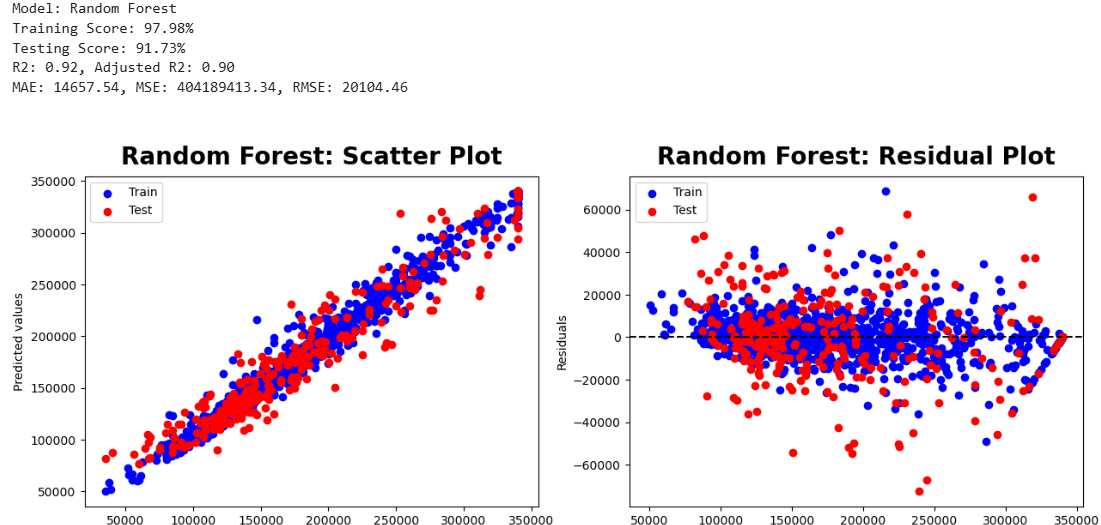 Model: Random Forest
Training Score: 97.98%
Testing Score: 91.73%
R2: 0.92, Adjusted R2: 0.90
MAE: 14657.54, MSE: 404189413.34, RMSE: 20104.46
Random Forest: Scatter Plot
Train
Test
Predicted values
350000
300000
250000
200000
150000
100000
50000
50000 100000 150000 200000 250000 300000 350000
Random Forest: Residual Plot
Train
Test
Residuals
60000
40000
20000
0
−20000
−40000
−60000
50000 100000 150000 200000 250000 300000 350000